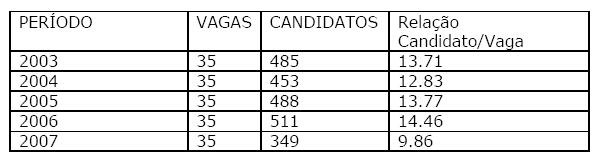 PERÍODO VAGAS CANDIDATOS Relação
Candidato/Vaga
2003 35 485 13.71
2004 35 453 12.83
2005 35 488 13.77
2006 35 511 14.46
2007 35 349 9.86